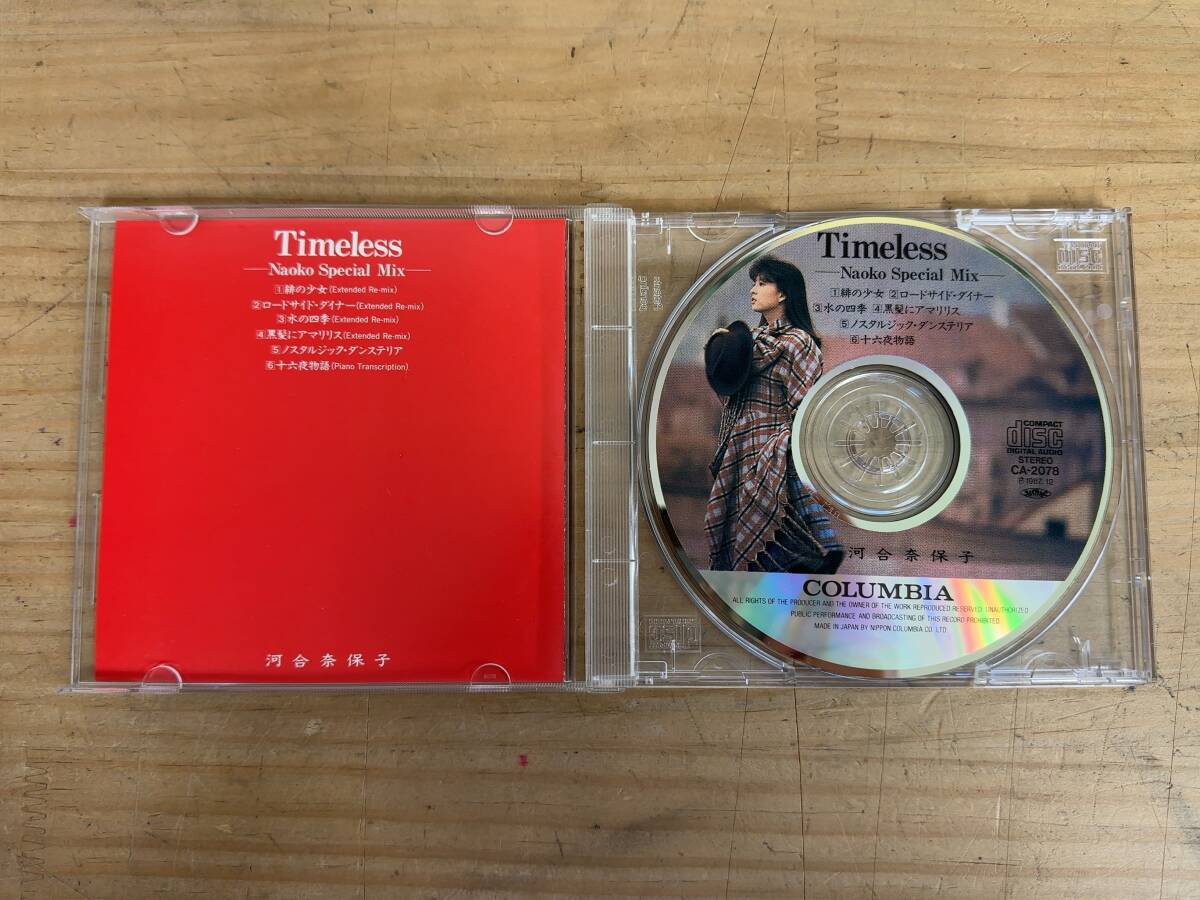 Timeless
Naoko Special Mix
1緋の少女(Extended Re-mix)
2ロードサイド・ダイナー(Extended Re-mix)
3水の四季(Extended Re-mix)
4黒髪にアマリリス(Extended Re-mix)
5ノスタルジック・ダンステリア
6十六夜物語(Piano Transcription)
河合奈保子
Timeless
Naoko Special Mix
1緋の少女 2ロードサイド・ダイナー
3水の四季 4黒髪にアマリリス
5ノスタルジック・ダンステリア
6十六夜物語
COMPACT
disc
DIGITAL AUDIO
STEREO
CA-2078
℗1987.12
河合奈保子
COLUMBIA
ALL RIGHTS OF THE PRODUCER AND THE OWNER OF THE WORK REPRODUCED RESERVED. UNAUTHORIZED
PUBLIC PERFORMANCE AND BROADCASTING OF THIS RECORD PROHIBITED.
MADE IN JAPAN BY NIPPON COLUMBIA CO. LTD.
disc